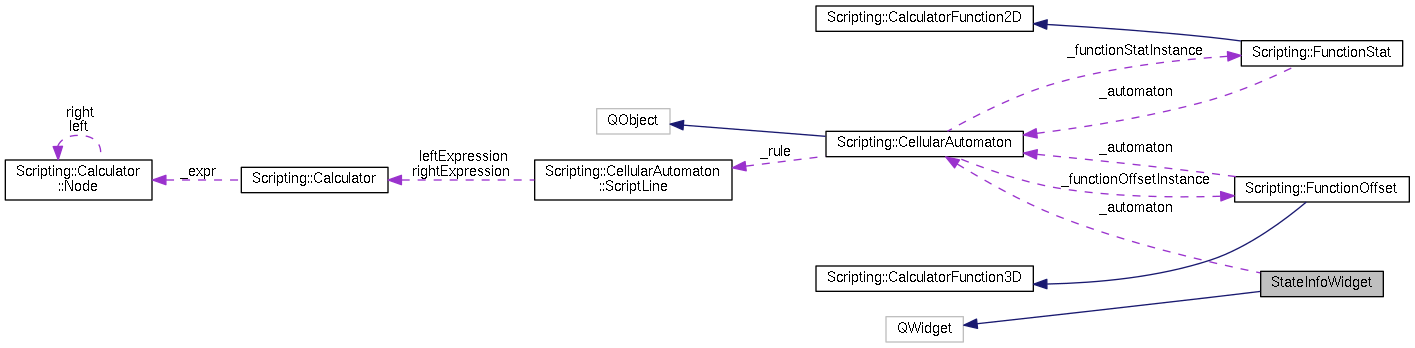 Scripting::CalculatorFunction2D
_functionStatInstance
Scripting::FunctionStat
_automaton
right
left
QObject
Scripting::CellularAutomaton
leftExpression
rightExpression
_rule
_automaton
Scripting::Calculator
::Node
_expr
Scripting::Calculator
Scripting::CellularAutomaton
::ScriptLine
_functionOffsetInstance
Scripting::FunctionOffset
_automaton
Scripting::CalculatorFunction3D
StateInfoWidget
QWidget